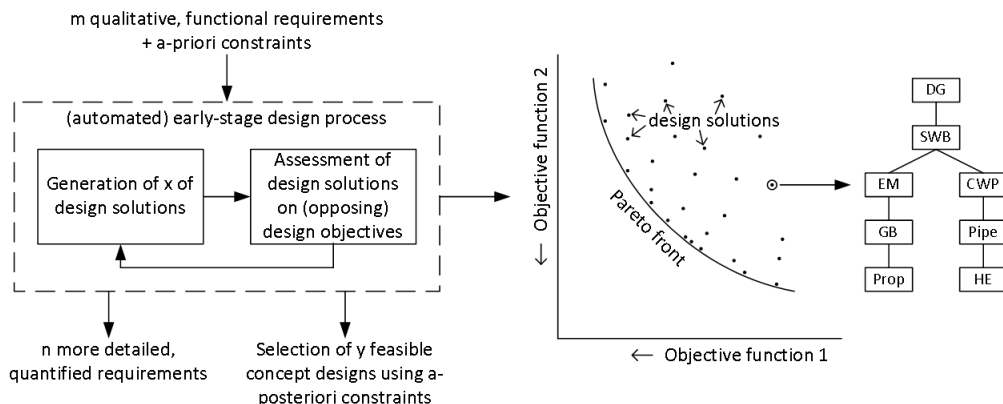 m qualitative, functional requirements
+ a-priori constraints
(automated) early-stage design process
Generation of x of
design solutions
Assessment of
design solutions
on (opposing)
design objectives
n more detailed,
quantified requirements
Selection of y feasible
concept designs using a-
posteriori constraints
← Objective function 2
design solutions
Pareto front
← Objective function 1
DG
SWB
EM
CWP
GB
Pipe
Prop
HE